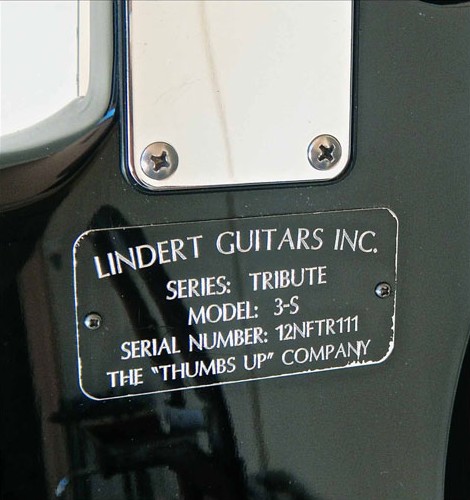 LINDERT GUITARS INC.
SERIES: TRIBUTE
MODEL: 3-S
SERIAL NUMBER: 12NFTR111
THE "THUMBS UP" COMPANY